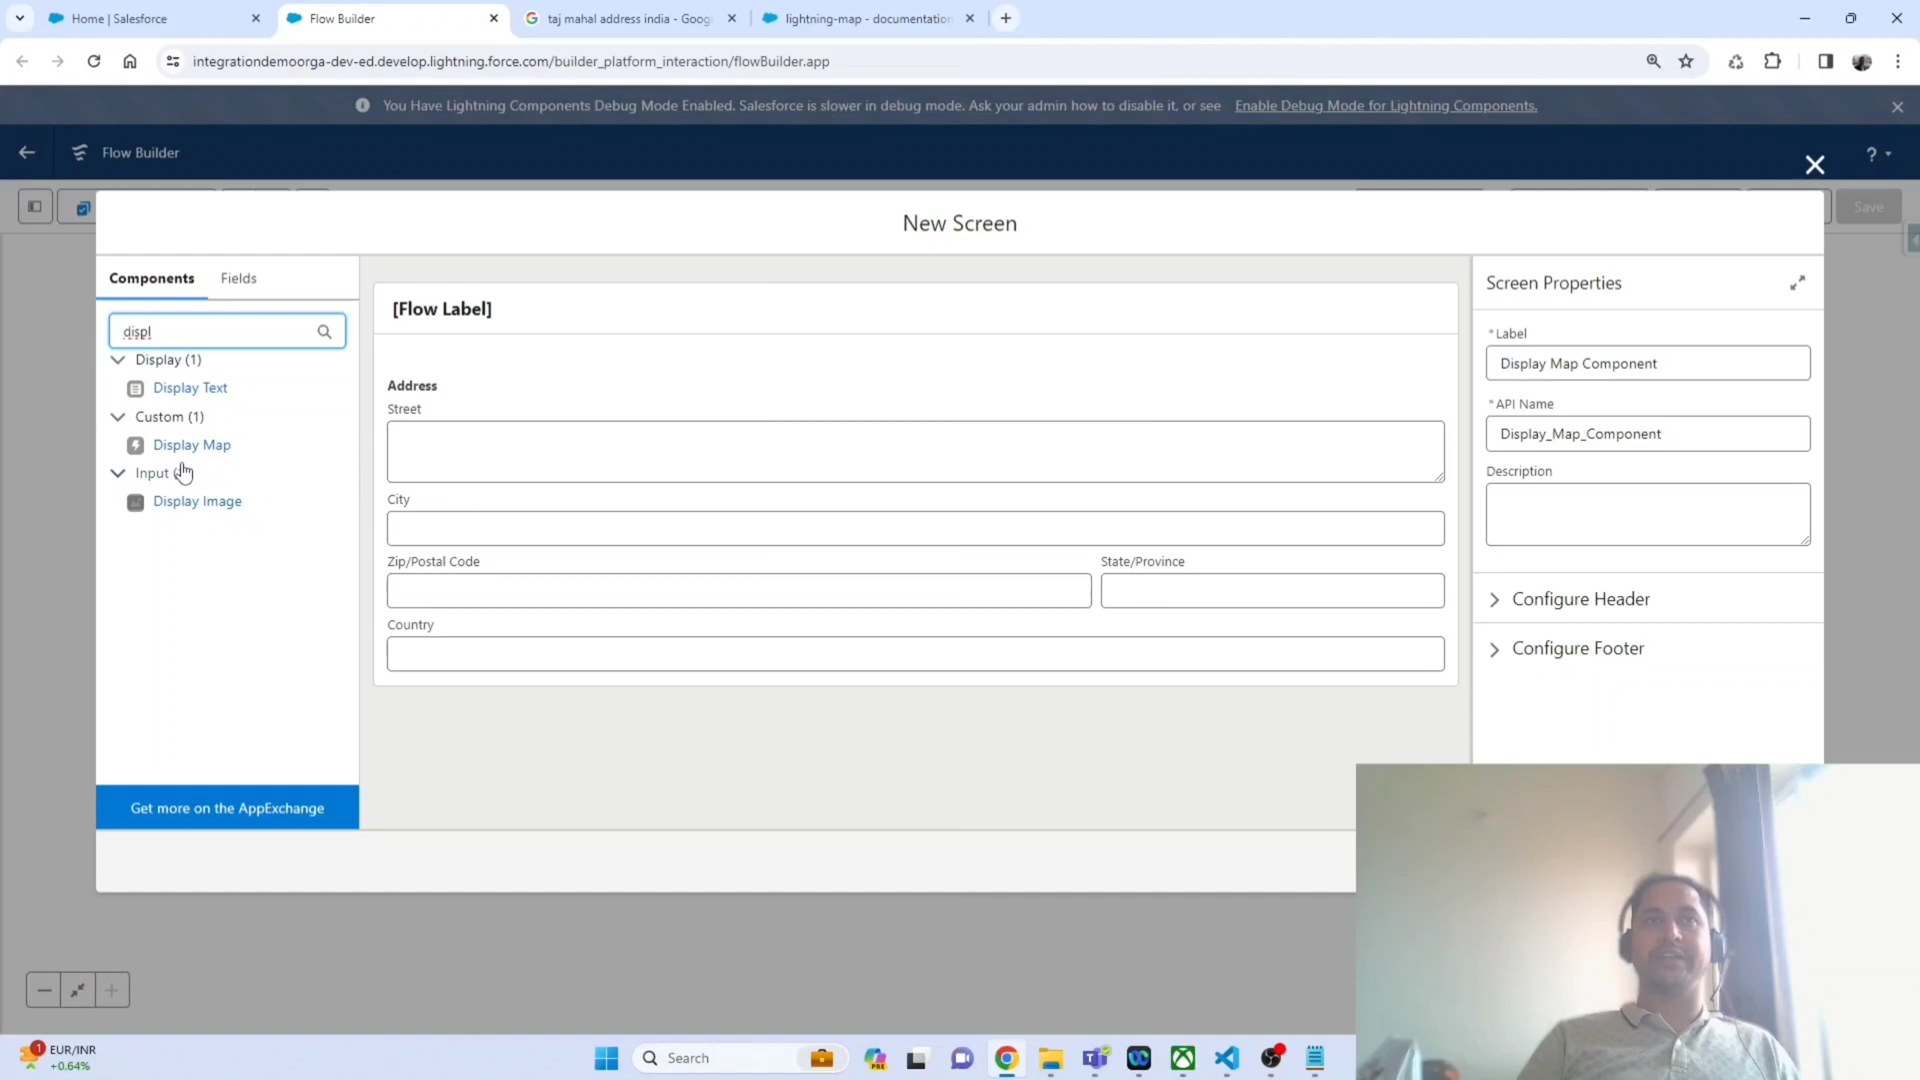 Home | Salesforce
Flow Builder
taj mahal address india - Goog
lightning-map - documentation
integrationdemoorga-dev-ed.develop.lightning.force.com/builder_platform_interaction/flowBuilder.app
You Have Lightning Components Debug Mode Enabled. Salesforce is slower in debug mode. Ask your admin how to disable it, or see Enable Debug Mode for Lightning Components.
Flow Builder
?
Save
New Screen
Components
Fields
displ
Display (1)
Display Text
Custom (1)
Display Map
Input
Display Image
Get more on the AppExchange
[Flow Label]
Address
Street
City
Zip/Postal Code
State/Province
Country
Screen Properties
*Label
Display Map Component
*API Name
Display_Map_Component
Description
Configure Header
Configure Footer
1
EUR/INR
+0.64%
Search
PRE